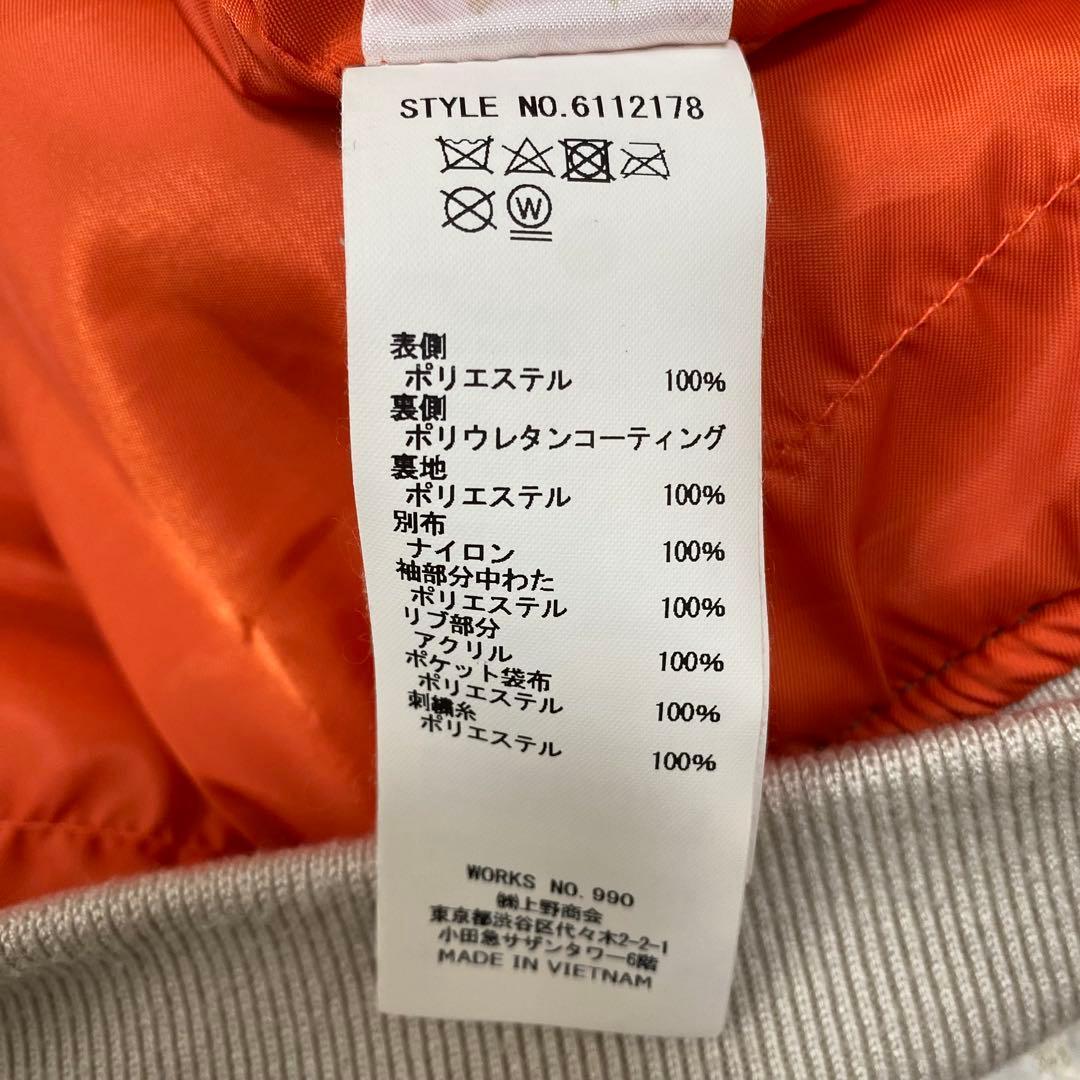 STYLE NO.6112178
W
表側
ポリエステル 100%
裏側
ポリウレタンコーティング
裏地
ポリエステル 100%
別布
ナイロン 100%
袖部分中わた
ポリエステル 100%
リブ部分
アクリル 100%
ポケット袋布
ポリエステル 100%
刺繍糸
ポリエステル 100%
WORKS NO.990
㈱上野商会
東京都渋谷区代々木2-2-1
小田急サザンタワー6階
MADE IN VIETNAM